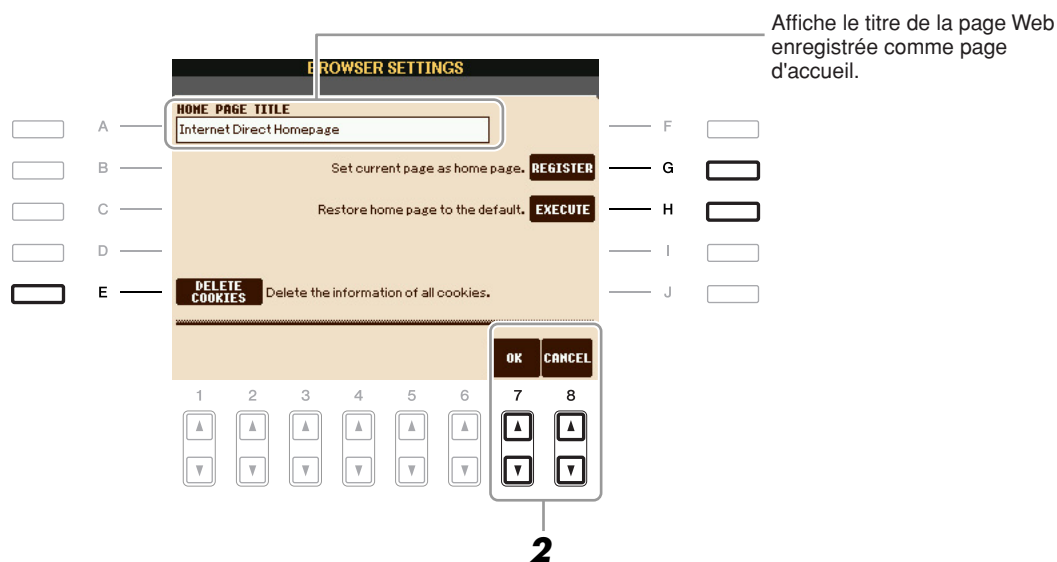 Affiche le titre de la page Web
enregistrée comme page
d'accueil.
BROWSER SETTINGS
HOME PAGE TITLE
Internet Direct Homepage
A
F
B
Set current page as home page. REGISTER
G
C
Restore home page to the default. EXECUTE
H
D
I
E
DELETE
COOKIES
Delete the information of all cookies.
J
OK CANCEL
1 2 3 4 5 6 7 8
2